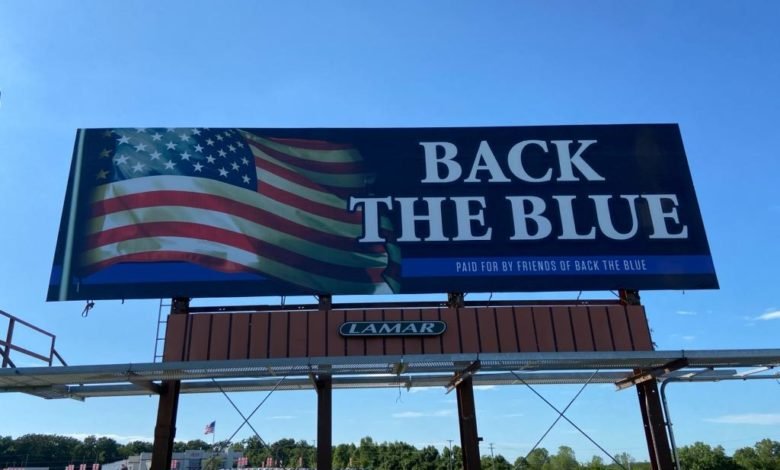 BACK
THE BLUE
PAID FOR BY FRIENDS OF BACK THE BLUE
LAMAR